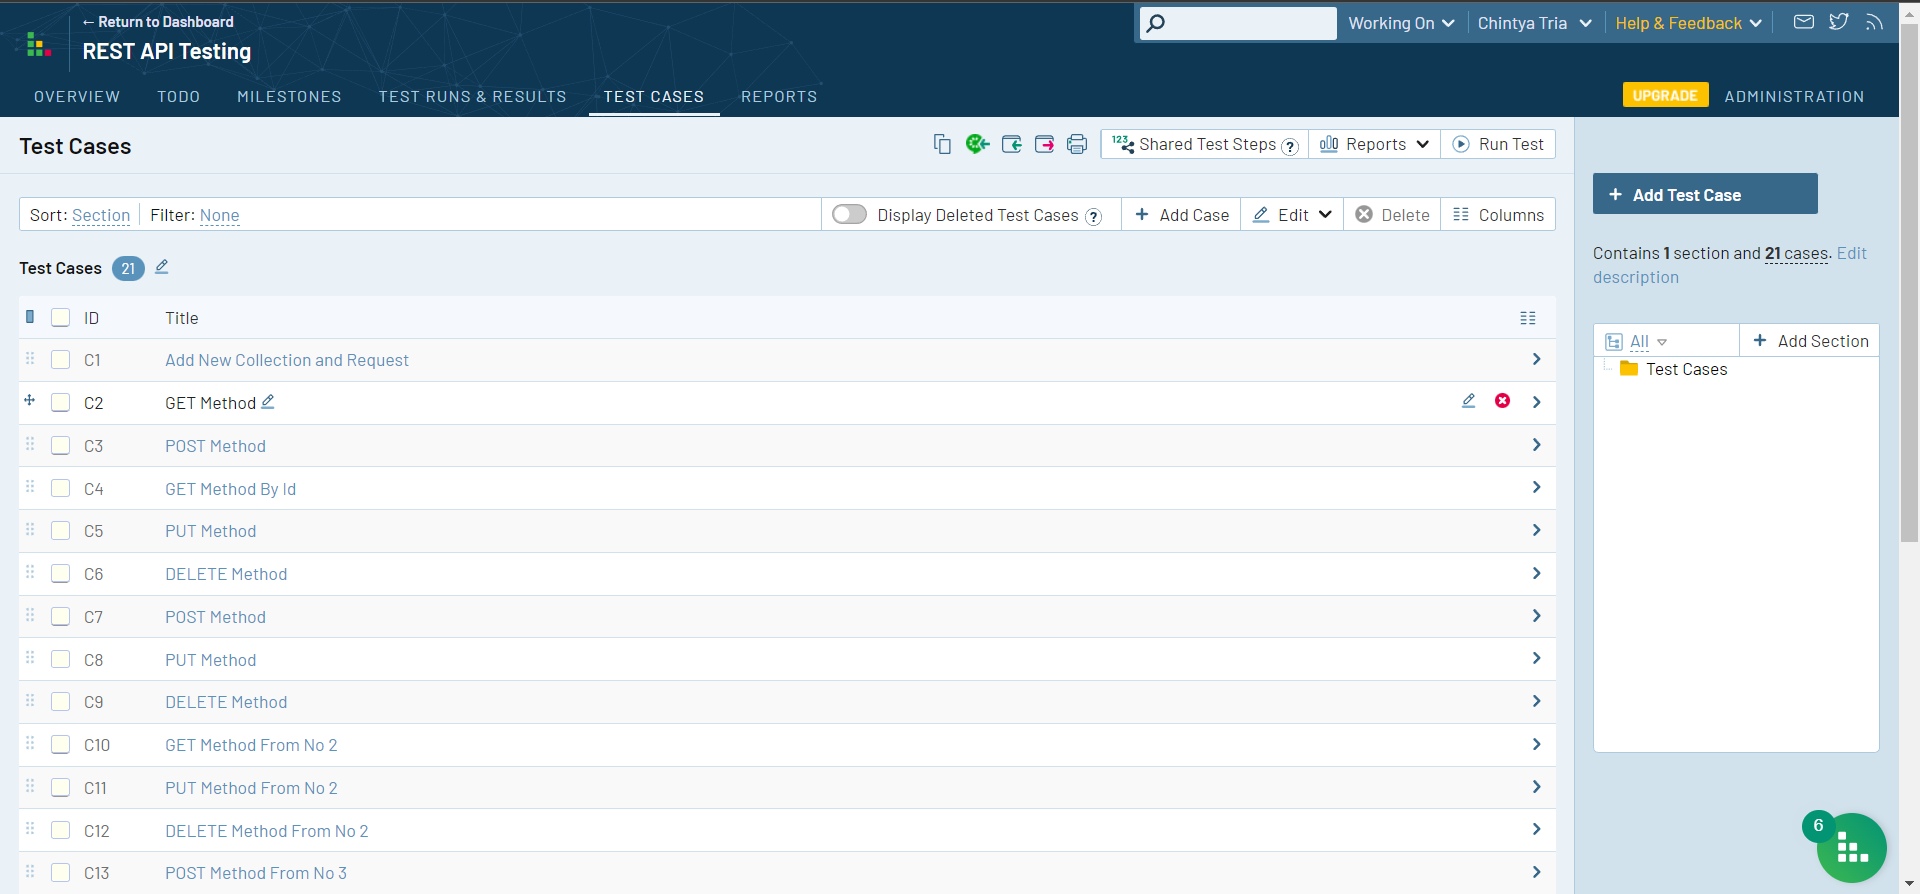 ← Return to Dashboard
REST API Testing
Working On
Chintya Tria
Help & Feedback
OVERVIEW
TODO
MILESTONES
TEST RUNS & RESULTS
TEST CASES
REPORTS
UPGRADE
ADMINISTRATION
Test Cases
123 Shared Test Steps ?
Reports
Run Test
+ Add Test Case
Sort: Section
Filter: None
Display Deleted Test Cases ?
+ Add Case
Edit
Delete
Columns
Contains 1 section and 21 cases. Edit
description
Test Cases 21
ID Title
C1 Add New Collection and Request
C2 GET Method
C3 POST Method
C4 GET Method By Id
C5 PUT Method
C6 DELETE Method
C7 POST Method
C8 PUT Method
C9 DELETE Method
C10 GET Method From No 2
C11 PUT Method From No 2
C12 DELETE Method From No 2
C13 POST Method From No 3
All
+ Add Section
Test Cases
6